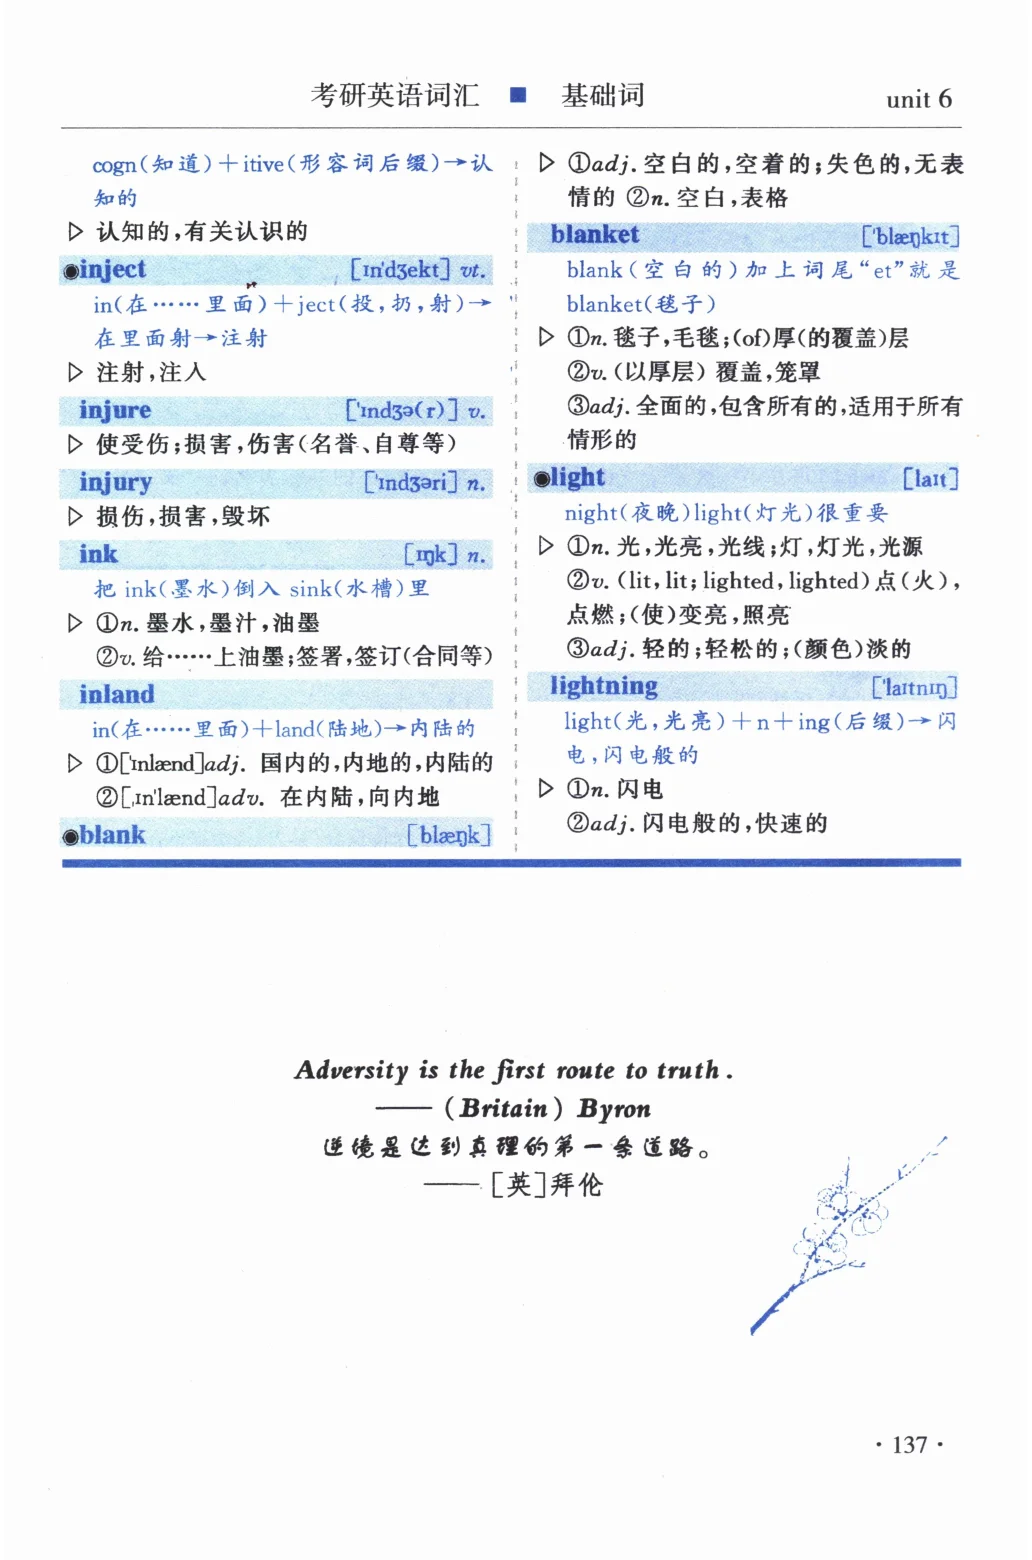 考研英语词汇 ■ 基础词 unit 6
cogn(知道)＋itive(形容词后缀)→认
知的
▷ 认知的,有关认识的
●inject [ɪn'dʒekt] vt.
in(在……里面)＋ject(投,扔,射)→
在里面射→注射
▷ 注射,注入
injure ['ɪndʒə(r)] v.
▷ 使受伤;损害,伤害(名誉、自尊等)
injury ['ɪndʒəri] n.
▷ 损伤,损害,毁坏
ink [ɪŋk] n.
把 ink(墨水)倒入 sink(水槽)里
▷ ①n. 墨水,墨汁,油墨
②v. 给……上油墨;签署,签订(合同等)
inland
in(在……里面)＋land(陆地)→内陆的
▷ ①['ɪnlænd]adj. 国内的,内地的,内陆的
②[ˌɪn'lænd]adv. 在内陆,向内地
●blank [blæŋk]
▷ ①adj. 空白的,空着的;失色的,无表
情的 ②n. 空白,表格
blanket ['blæŋkɪt]
blank(空白的)加上词尾“et”就是
blanket(毯子)
▷ ①n. 毯子,毛毯;(of)厚(的覆盖)层
②v. (以厚层) 覆盖,笼罩
③adj. 全面的,包含所有的,适用于所有
情形的
●light [laɪt]
night(夜晚)light(灯光)很重要
▷ ①n. 光,光亮,光线;灯,灯光,光源
②v. (lit, lit; lighted, lighted)点(火),
点燃;(使)变亮,照亮
③adj. 轻的;轻松的;(颜色)淡的
lightning ['laɪtnɪŋ]
light(光,光亮)＋n＋ing(后缀)→闪
电,闪电般的
▷ ①n. 闪电
②adj. 闪电般的,快速的
Adversity is the first route to truth.
——(Britain) Byron
逆境是达到真理的第一条道路。
——[英]拜伦
·137·